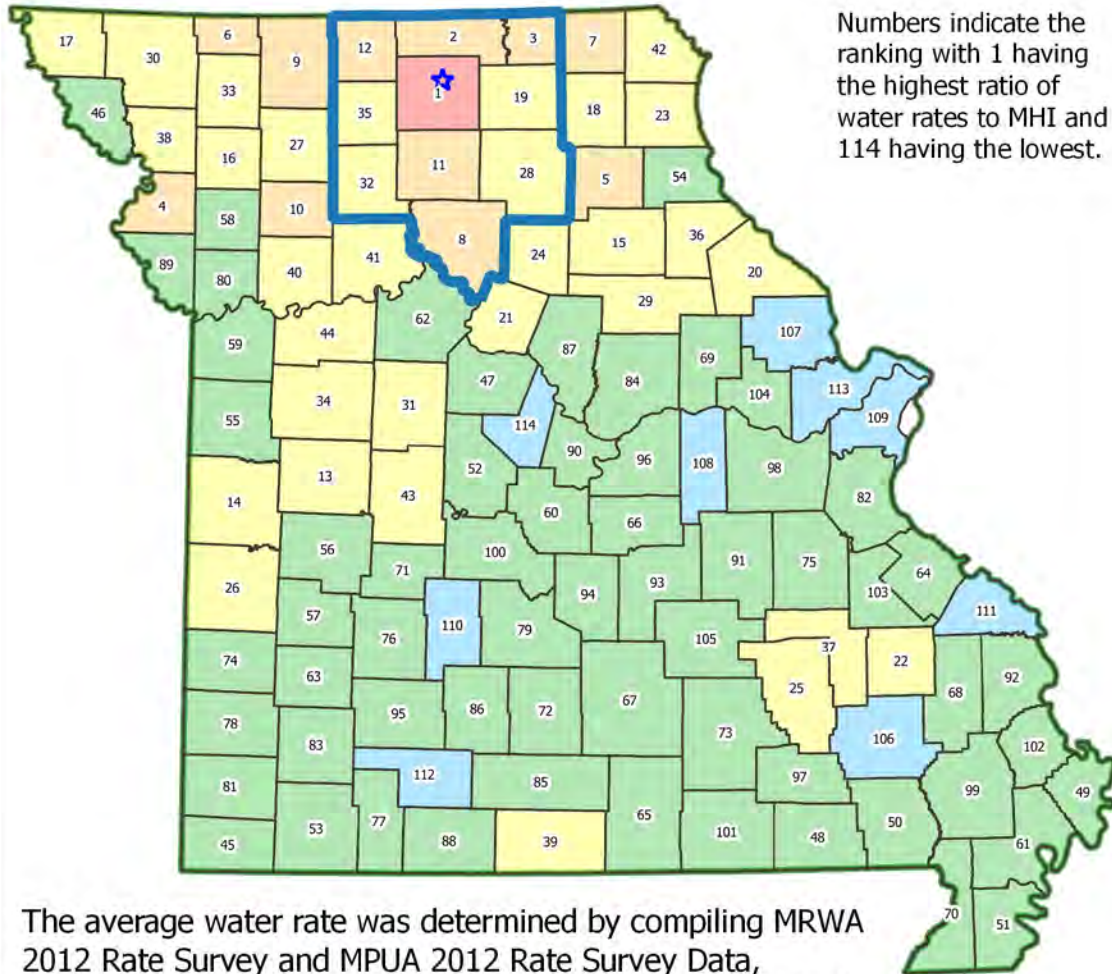 Numbers indicate the
ranking with 1 having
the highest ratio of
water rates to MHI and
114 having the lowest.
17 30 6 9 12 2 3 7 42
46 33 1 19
38 16 27 35 18 23
4 58 10 32 11 28 5 54
89 80 40 41 8 24 15 36 20
59 44 62 21 87 29 107
55 34 31 47 114 84 69 104 113 109
14 13 43 52 90 96 108 98 82
26 56 71 100 60 66 91 75 103 64
57 76 110 79 94 93 105 37 22 111
74 63 95 86 72 67 25 68 92
78 83 112 85 73 97 106 102
81 53 77 88 39 65 101 48 50 99 49
45 61
70 51
The average water rate was determined by compiling MRWA
2012 Rate Survey and MPUA 2012 Rate Survey Data,